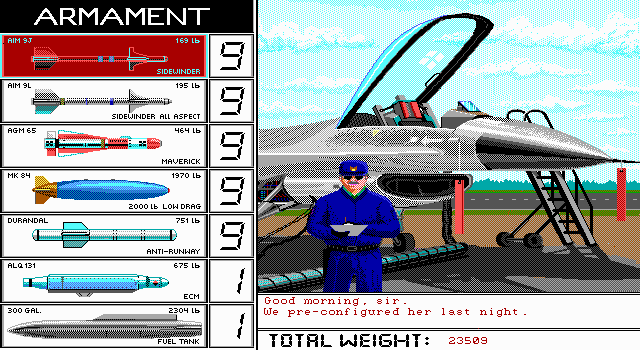 ARMAMENT
AIM 9J 169 lb
SIDEWINDER
9
AIM 9L 195 lb
SIDEWINDER All ASPECT
9
AGM 65 464 lb
MAVERICK
9
MK 84 1970 lb
2000 lb LOW DRAG
9
DURANDAL 751 lb
ANTI-RUNWAY
9
ALQ 131 675 lb
ECM
1
300 GAL. 2304 lb
FUEL TANK
1
Good morning, sir.
We pre-configured her last night.
TOTAL WEIGHT: 23509